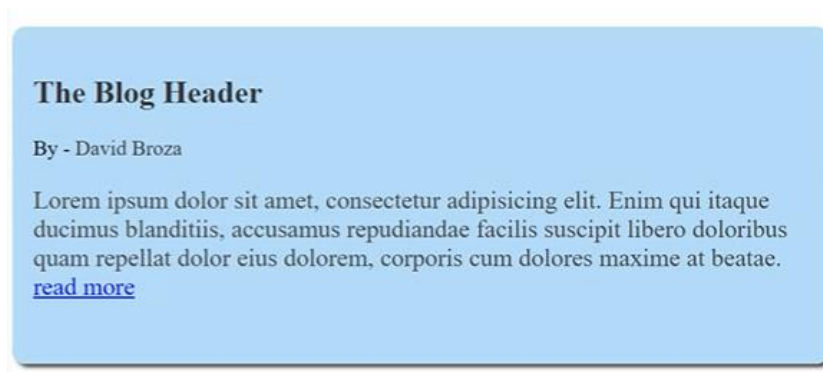 The Blog Header
By - David Broza
Lorem ipsum dolor sit amet, consectetur adipisicing elit. Enim qui itaque
ducimus blanditiis, accusamus repudiandae facilis suscipit libero doloribus
quam repellat dolor eius dolorem, corporis cum dolores maxime at beatae.
read more